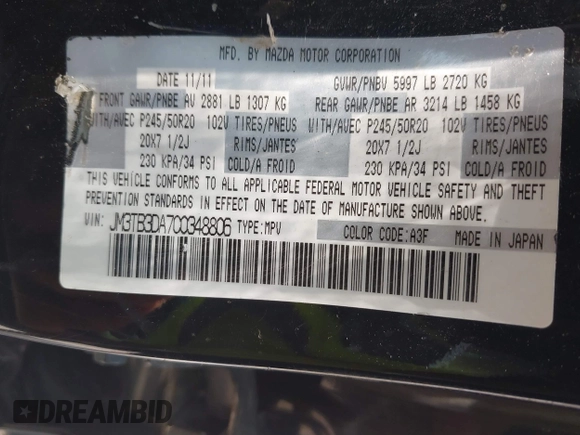 MFD. BY MAZDA MOTOR CORPORATION
DATE 11/11 GVWR/PNBV 5997 LB 2720 KG
FRONT GAWR/PNBE AV 2881 LB 1307 KG REAR GAWR/PNBE AR 3214 LB 1458 KG
WITH/AVEC P245/50R20 102V TIRES/PNEUS WITH/AVEC P245/50R20 102V TIRES/PNEUS
20X7 1/2J RIMS/JANTES 20X7 1/2J RIMS/JANTES
230 KPA/34 PSI COLD/A FROID 230 KPA/34 PSI COLD/A FROID
THIS VEHICLE CONFORMS TO ALL APPLICABLE FEDERAL MOTOR VEHICLE SAFETY AND THEFT
PREVENTION STANDARDS IN EFFECT ON THE DATE OF MANUFACTURE SHOWN ABOVE.
VIN: JM3TB3DA7C0348806 TYPE: MPV COLOR CODE: A3F MADE IN JAPAN
DREAMBID